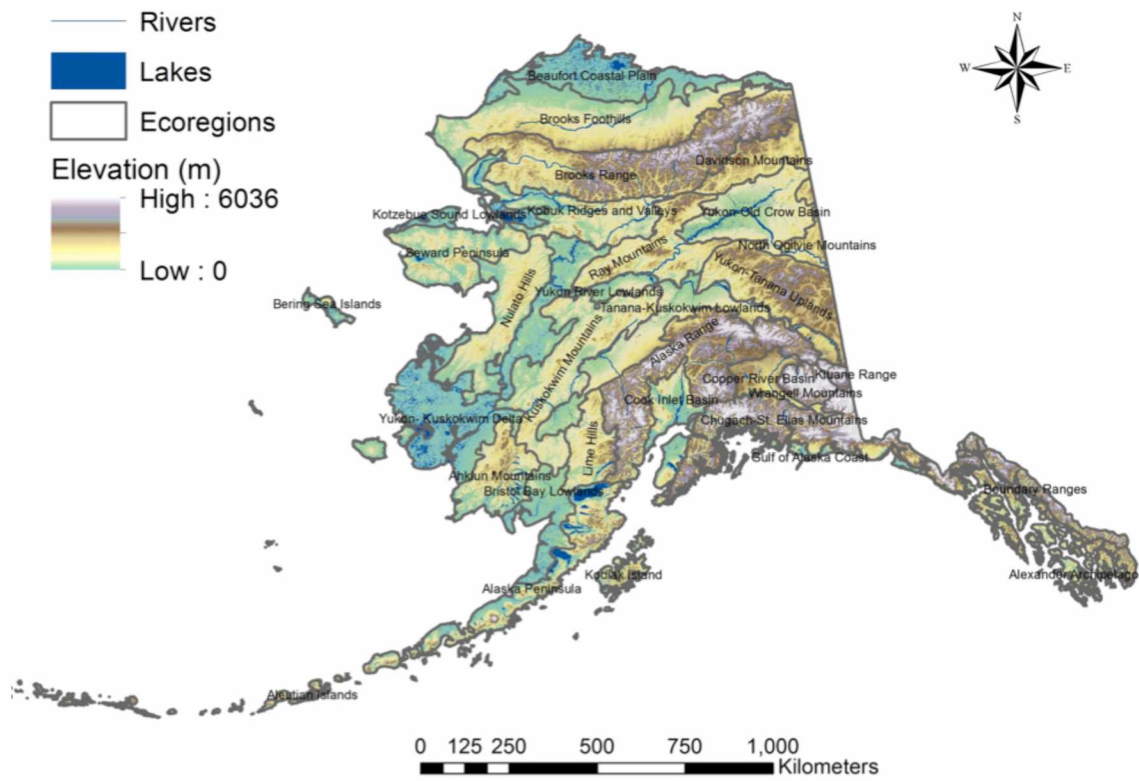 Rivers
Lakes
Ecoregions
Elevation (m)
High : 6036
Low : 0
N
W E
S
Beaufort Coastal Plain
Brooks Foothills
Davidson Mountains
Brooks Range
Kotzebue Sound Lowlands
Kobuk Ridges and Valleys
Yukon-Old Crow Basin
North Ogilvie Mountains
Seward Peninsula
Ray Mountains
Yukon-Tanana Uplands
Nulato Hills
Yukon River Lowlands
Bering Sea Islands
Tanana-Kuskokwim Lowlands
Kuskokwim Mountains
Alaska Range
Kluane Range
Copper River Basin
Wrangell Mountains
Cook Inlet Basin
Yukon- Kuskokwim Delta
Chugach-St. Elias Mountains
Lime Hills
Gulf of Alaska Coast
Ahklun Mountains
Bristol Bay Lowlands
Boundary Ranges
Kodiak Island
Alexander Archipelago
Alaska Peninsula
Aleutian Islands
0 125 250 500 750 1,000
Kilometers